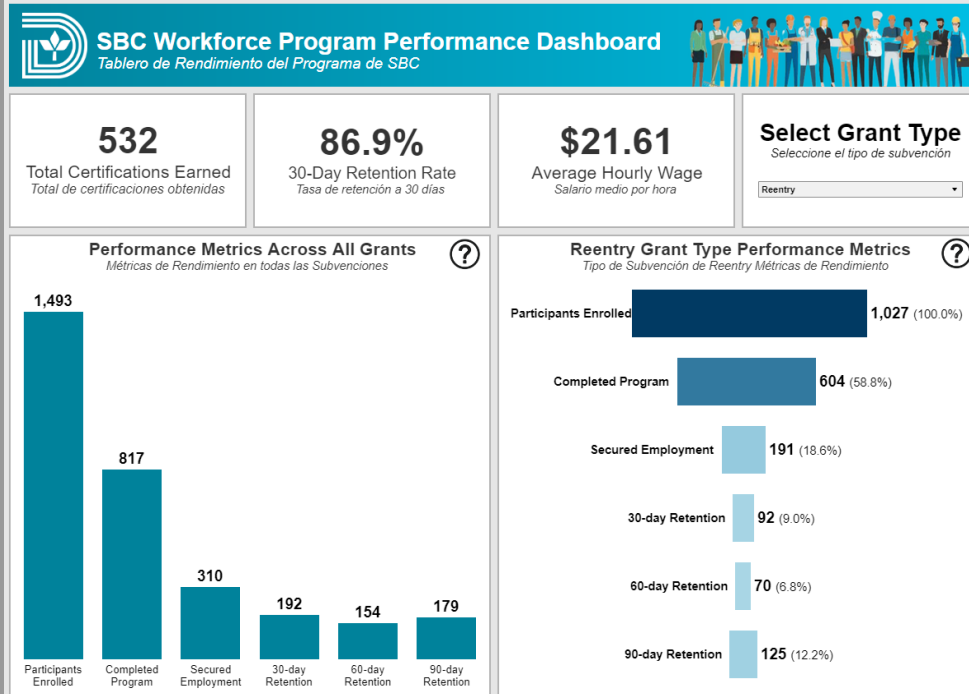 SBC Workforce Program Performance Dashboard
Tablero de Rendimiento del Programa de SBC
532
Total Certifications Earned
Total de certificaciones obtenidas
86.9%
30-Day Retention Rate
Tasa de retención a 30 días
$21.61
Average Hourly Wage
Salario medio por hora
Select Grant Type
Seleccione el tipo de subvención
Reentry
Performance Metrics Across All Grants
Métricas de Rendimiento en todas las Subvenciones
?
1,493
817
310
192
154
179
Participants
Enrolled
Completed
Program
Secured
Employment
30-day
Retention
60-day
Retention
90-day
Retention
Reentry Grant Type Performance Metrics
Tipo de Subvención de Reentry Métricas de Rendimiento
?
Participants Enrolled 1,027 (100.0%)
Completed Program 604 (58.8%)
Secured Employment 191 (18.6%)
30-day Retention 92 (9.0%)
60-day Retention 70 (6.8%)
90-day Retention 125 (12.2%)